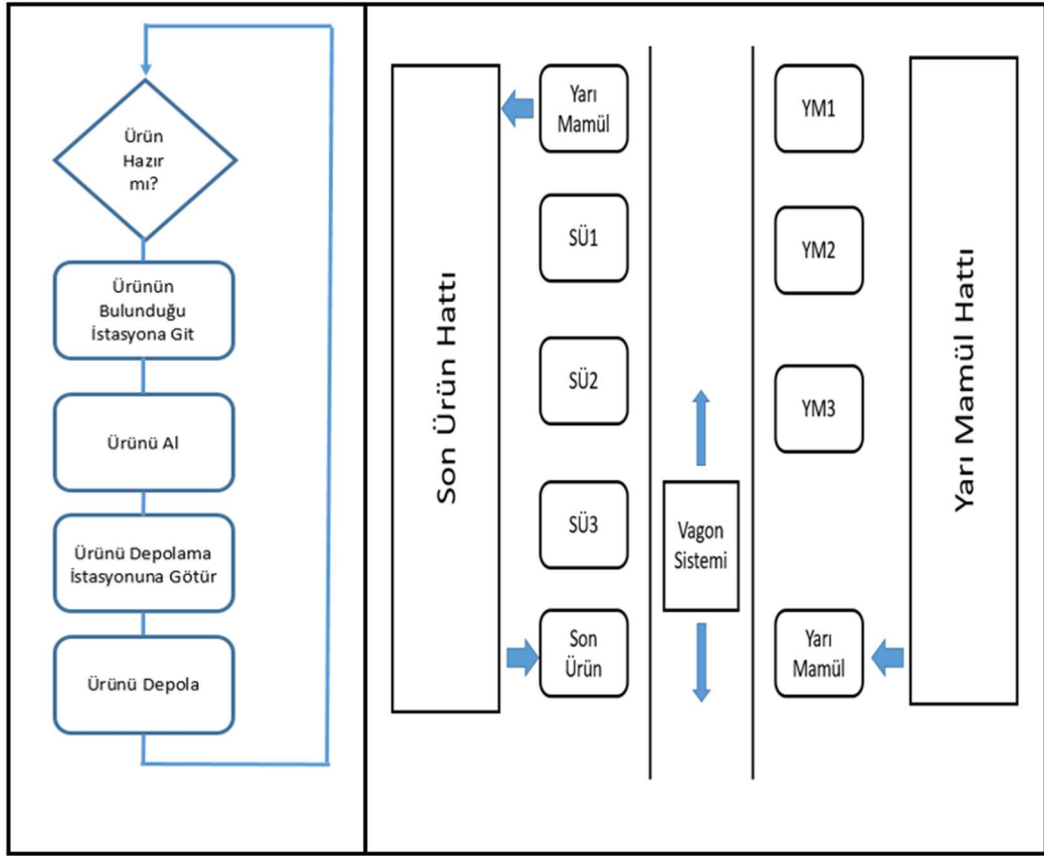 Ürün
Hazır
mı?
Ürünün
Bulunduğu
İstasyona Git
Ürünü Al
Ürünü Depolama
İstasyonuna Götür
Ürünü Depola
Son Ürün Hattı
Yarı
Mamül
SÜ1
SÜ2
SÜ3
Son
Ürün
Vagon
Sistemi
YM1
YM2
YM3
Yarı
Mamül
Yarı Mamül Hattı